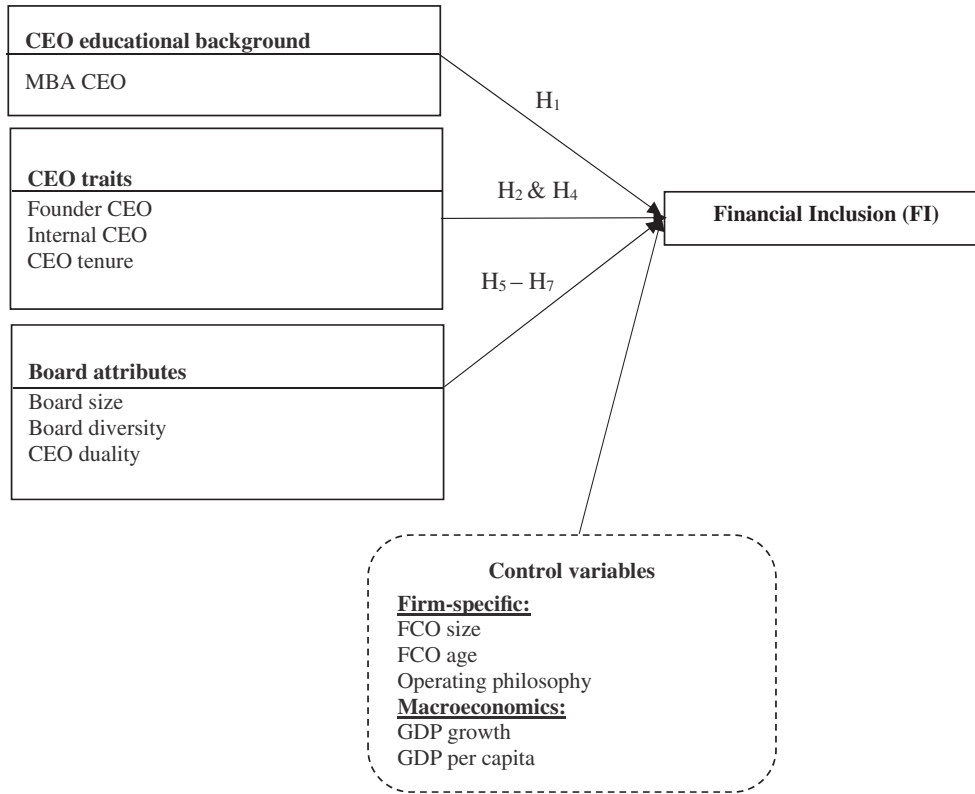 CEO educational background
MBA CEO
H₁
CEO traits
Founder CEO
Internal CEO
CEO tenure
H₂ & H₄
Financial Inclusion (FI)
H₅ – H₇
Board attributes
Board size
Board diversity
CEO duality
Control variables
Firm-specific:
FCO size
FCO age
Operating philosophy
Macroeconomics:
GDP growth
GDP per capita